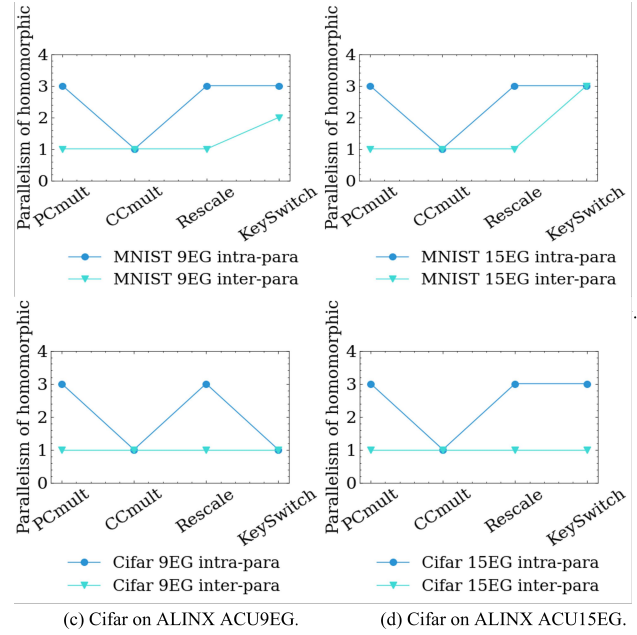 Parallelism of homomorphic
4
3
2
1
0
PCmult
CCmult
Rescale
KeySwitch
MNIST 9EG intra-para
MNIST 9EG inter-para
Parallelism of homomorphic
4
3
2
1
0
PCmult
CCmult
Rescale
KeySwitch
MNIST 15EG intra-para
MNIST 15EG inter-para
Parallelism of homomorphic
4
3
2
1
0
PCmult
CCmult
Rescale
KeySwitch
Cifar 9EG intra-para
Cifar 9EG inter-para
(c) Cifar on ALINX ACU9EG.
Parallelism of homomorphic
4
3
2
1
0
PCmult
CCmult
Rescale
KeySwitch
Cifar 15EG intra-para
Cifar 15EG inter-para
(d) Cifar on ALINX ACU15EG.